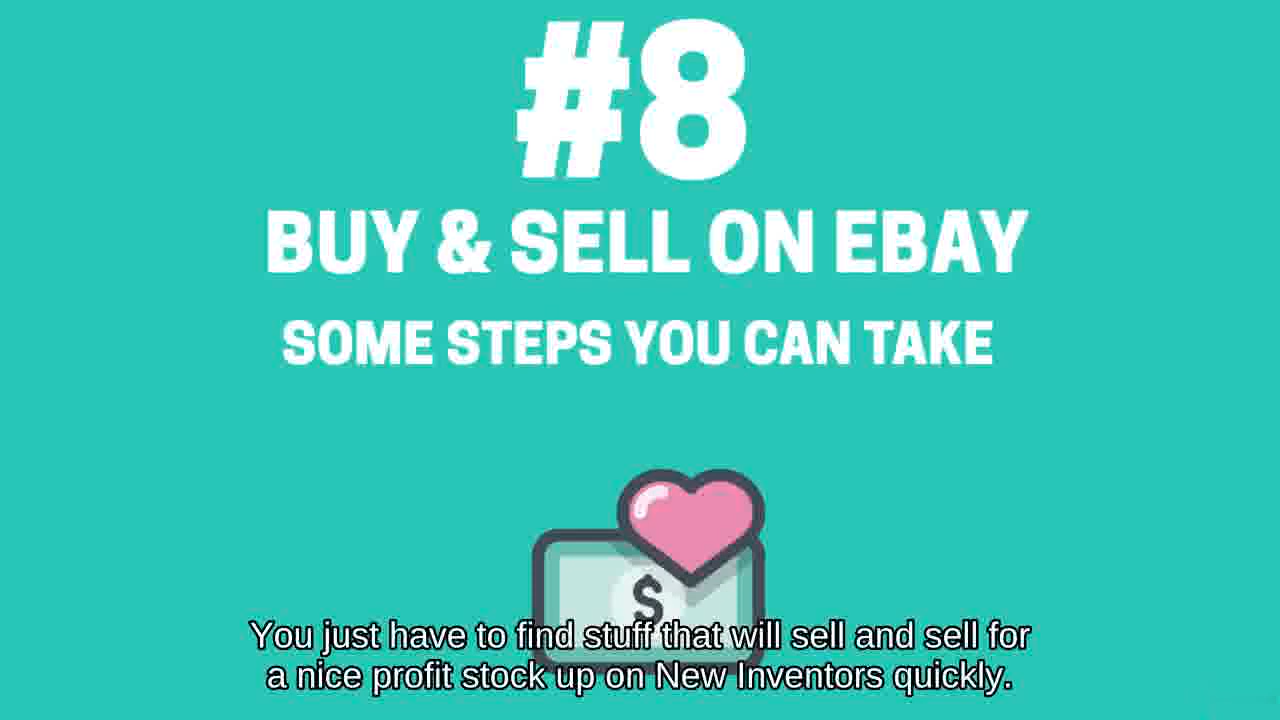 #8
BUY & SELL ON EBAY
SOME STEPS YOU CAN TAKE
$
You just have to find stuff that will sell and sell for
a nice profit stock up on New Inventors quickly.